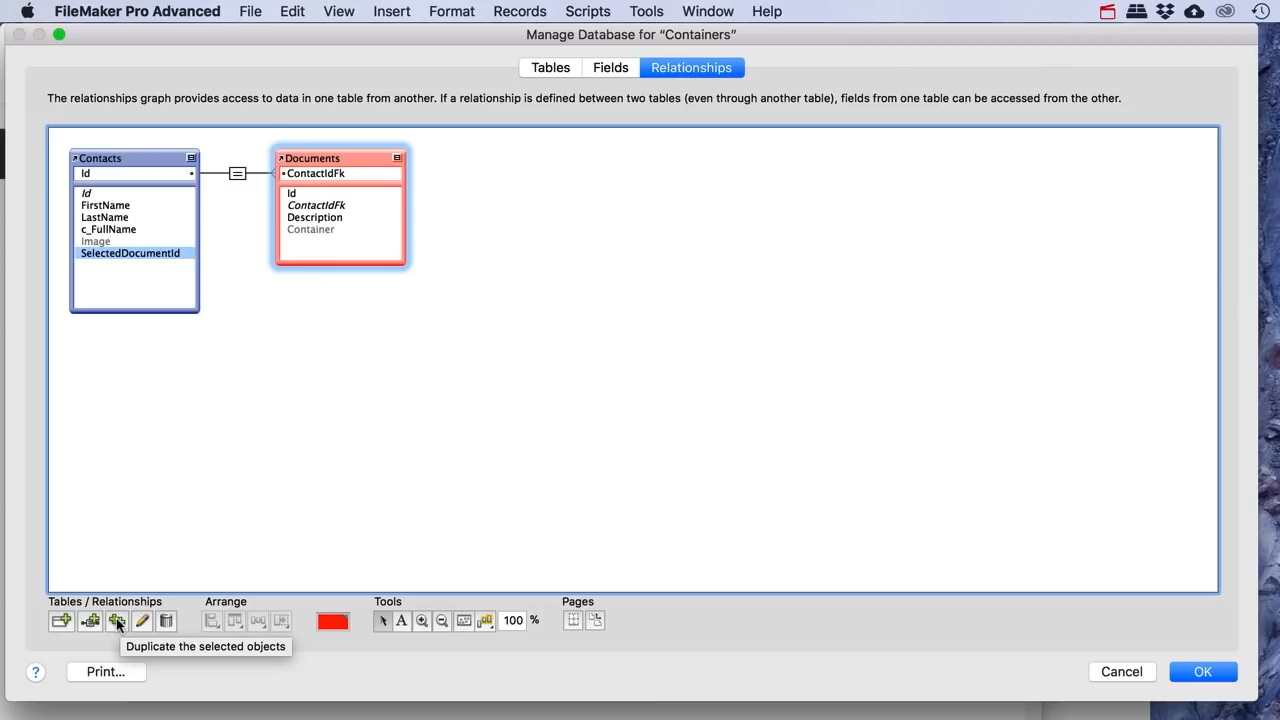 FileMaker Pro Advanced File Edit View Insert Format Records Scripts Tools Window Help
Manage Database for “Containers”
Tables Fields Relationships
The relationships graph provides access to data in one table from another. If a relationship is defined between two tables (even through another table), fields from one table can be accessed from the other.
Contacts
Id
Id
FirstName
LastName
c_FullName
Image
SelectedDocumentId
Documents
ContactIdFk
Id
ContactIdFk
Description
Container
Tables / Relationships Arrange Tools Pages
A 100 %
Duplicate the selected objects
? Print... Cancel OK